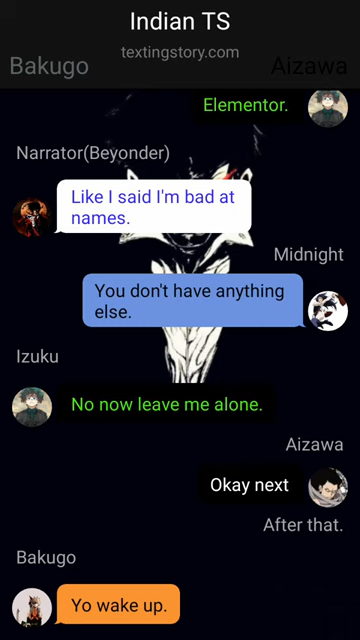 Indian TS
textingstory.com
Bakugo
Aizawa
Elementor.
Narrator(Beyonder)
Like I said I'm bad at
names.
Midnight
You don't have anything
else.
Izuku
No now leave me alone.
Aizawa
Okay next
After that.
Bakugo
Yo wake up.